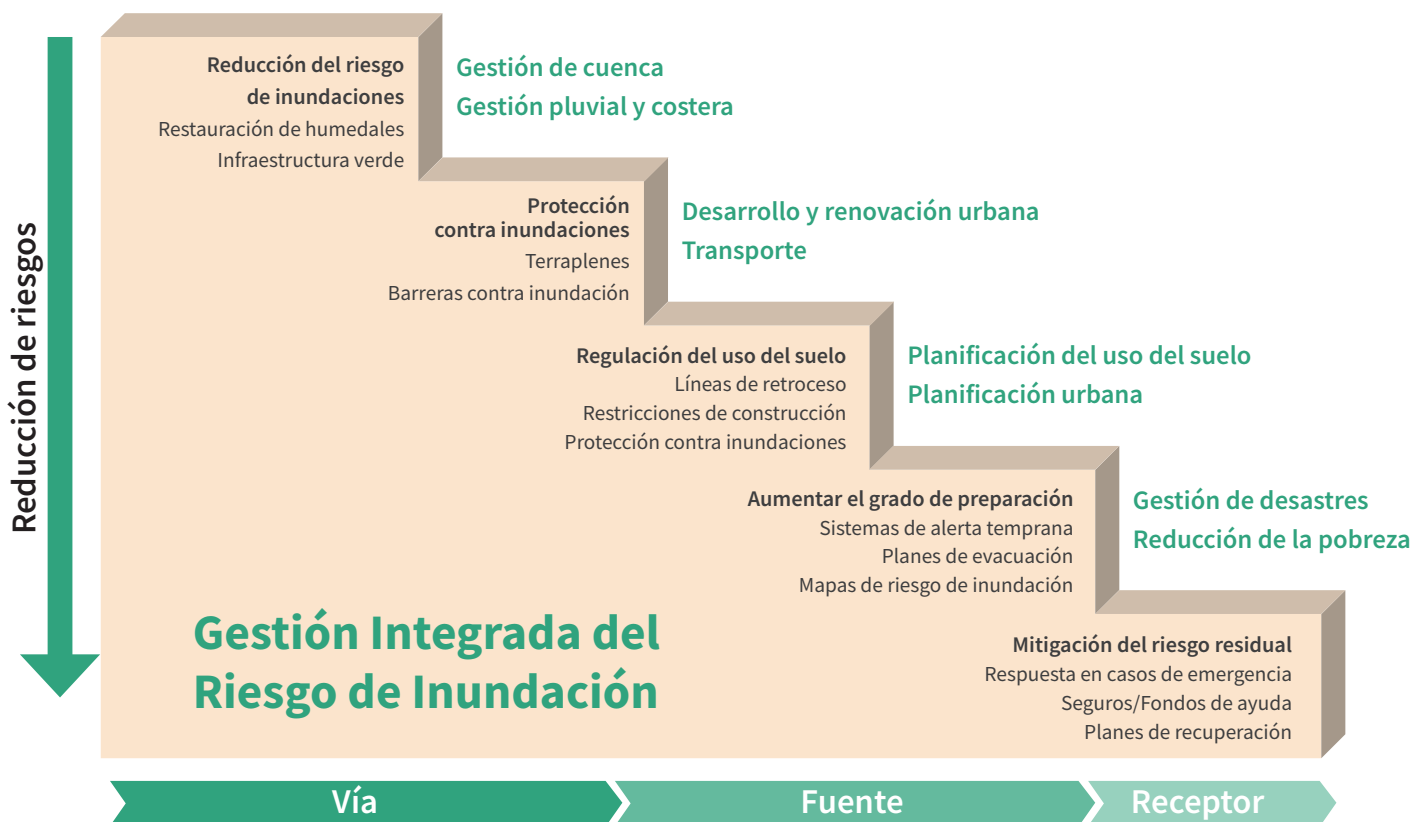 Reducción de riesgos
Reducción del riesgo
de inundaciones
Restauración de humedales
Infraestructura verde
Gestión de cuenca
Gestión pluvial y costera
Protección
contra inundaciones
Terraplenes
Barreras contra inundación
Desarrollo y renovación urbana
Transporte
Regulación del uso del suelo
Líneas de retroceso
Restricciones de construcción
Protección contra inundaciones
Planificación del uso del suelo
Planificación urbana
Aumentar el grado de preparación
Sistemas de alerta temprana
Planes de evacuación
Mapas de riesgo de inundación
Gestión de desastres
Reducción de la pobreza
Mitigación del riesgo residual
Respuesta en casos de emergencia
Seguros/Fondos de ayuda
Planes de recuperación
Gestión Integrada del
Riesgo de Inundación
Vía
Fuente
Receptor